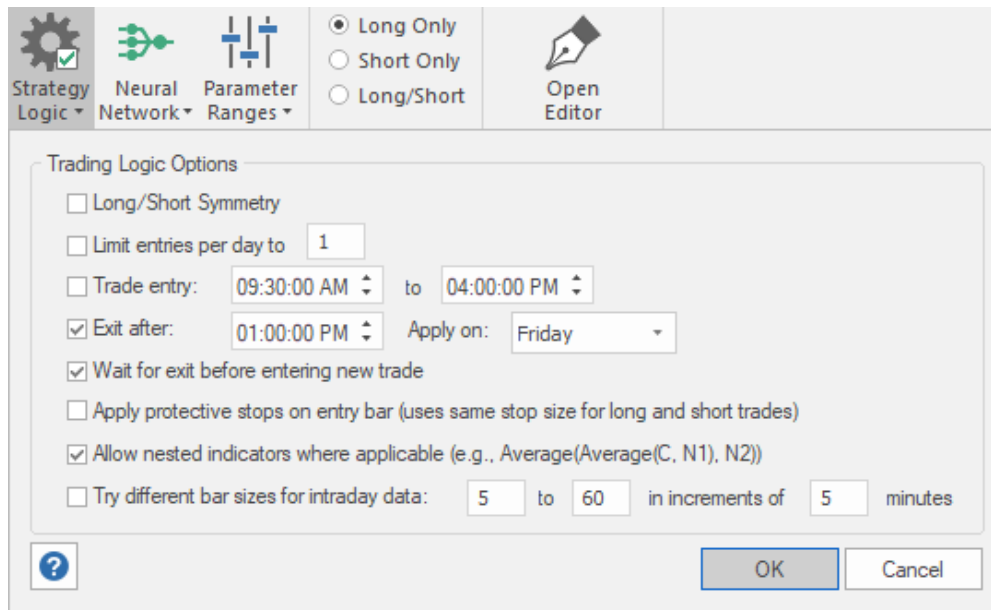 Strategy Logic
Neural Network
Parameter Ranges
Long Only
Short Only
Long/Short
Open Editor
Trading Logic Options
Long/Short Symmetry
Limit entries per day to 1
Trade entry: 09:30:00 AM to 04:00:00 PM
Exit after: 01:00:00 PM Apply on: Friday
Wait for exit before entering new trade
Apply protective stops on entry bar (uses same stop size for long and short trades)
Allow nested indicators where applicable (e.g., Average(Average(C, N1), N2))
Try different bar sizes for intraday data: 5 to 60 in increments of 5 minutes
?
OK Cancel